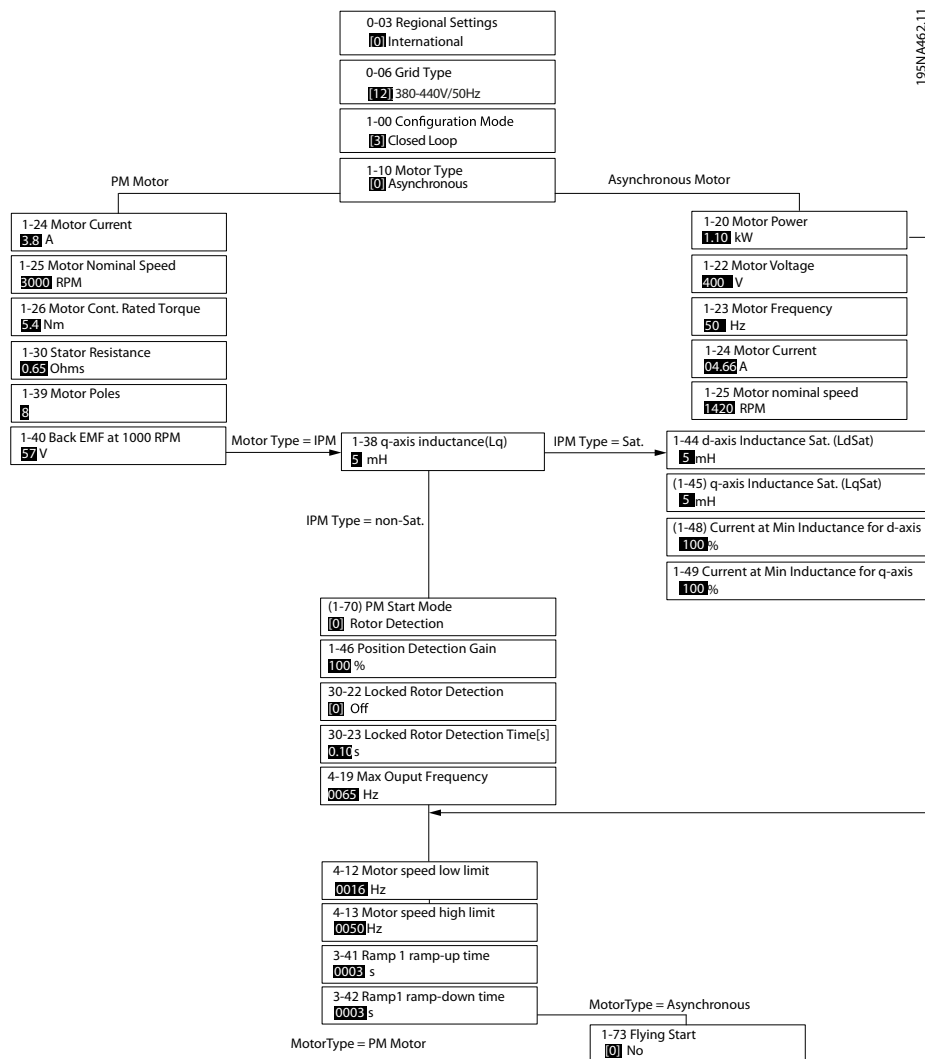 195NA462.11
0-03 Regional Settings
[0] International
0-06 Grid Type
[12] 380-440V/50Hz
1-00 Configuration Mode
[3] Closed Loop
1-10 Motor Type
[0] Asynchronous
PM Motor
Asynchronous Motor
1-24 Motor Current
3.8 A
1-25 Motor Nominal Speed
3000 RPM
1-26 Motor Cont. Rated Torque
5.4 Nm
1-30 Stator Resistance
0.65 Ohms
1-39 Motor Poles
8
1-40 Back EMF at 1000 RPM
57 V
1-20 Motor Power
1.10 kW
1-22 Motor Voltage
400 V
1-23 Motor Frequency
50 Hz
1-24 Motor Current
04.66 A
1-25 Motor nominal speed
1420 RPM
Motor Type = IPM
1-38 q-axis inductance(Lq)
5 mH
IPM Type = Sat.
1-44 d-axis Inductance Sat. (LdSat)
5 mH
(1-45) q-axis Inductance Sat. (LqSat)
5 mH
(1-48) Current at Min Inductance for d-axis
100 %
1-49 Current at Min Inductance for q-axis
100 %
IPM Type = non-Sat.
(1-70) PM Start Mode
[0] Rotor Detection
1-46 Position Detection Gain
100 %
30-22 Locked Rotor Detection
[0] Off
30-23 Locked Rotor Detection Time[s]
0.10 s
4-19 Max Ouput Frequency
0065 Hz
4-12 Motor speed low limit
0016 Hz
4-13 Motor speed high limit
0050 Hz
3-41 Ramp 1 ramp-up time
0003 s
3-42 Ramp1 ramp-down time
0003 s
MotorType = Asynchronous
1-73 Flying Start
[0] No
MotorType = PM Motor